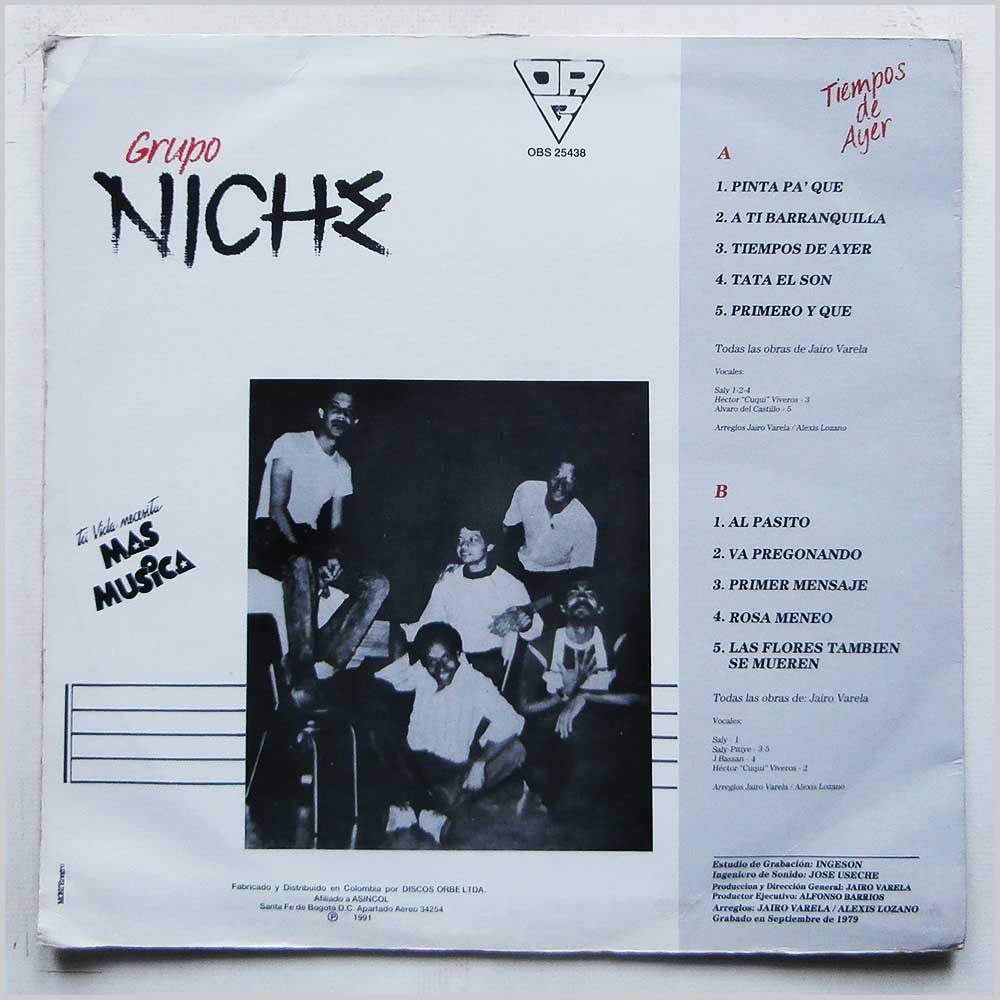 Grupo
NICHE
ORB
OBS 25438
Tiempos
de
Ayer
A
1. PINTA PA' QUE
2. A TI BARRANQUILLA
3. TIEMPOS DE AYER
4. TATA EL SON
5. PRIMERO Y QUE
Todas las obras de Jairo Varela
Vocales:
Saly 1-2-4
Héctor "Cuqui" Viveros - 3
Alvaro del Castillo - 5
Arreglos Jairo Varela / Alexis Lozano
B
1. AL PASITO
2. VA PREGONANDO
3. PRIMER MENSAJE
4. ROSA MENEO
5. LAS FLORES TAMBIEN
SE MUEREN
Todas las obras de: Jairo Varela
Vocales:
Saly - 1
Saly-Pitiye - 3-5
J Bassan - 4
Héctor "Cuqui" Viveros - 2
Arreglos Jairo Varela / Alexis Lozano
Tu Vida necesita
MAS
MUSICA
Estudio de Grabación: INGESON
Ingeniero de Sonido: JOSE USECHE
Produccion y Dirección General: JAIRO VARELA
Productor Ejecutivo: ALFONSO BARRIOS
Arreglos: JAIRO VARELA / ALEXIS LOZANO
Grabado en Septiembre de 1979
Fabricado y Distribuido en Colombia por DISCOS ORBE LTDA.
Afiliado a ASINCOL
Santa Fe de Bogotá D.C. Apartado Aéreo 34254
Ⓟ 1991